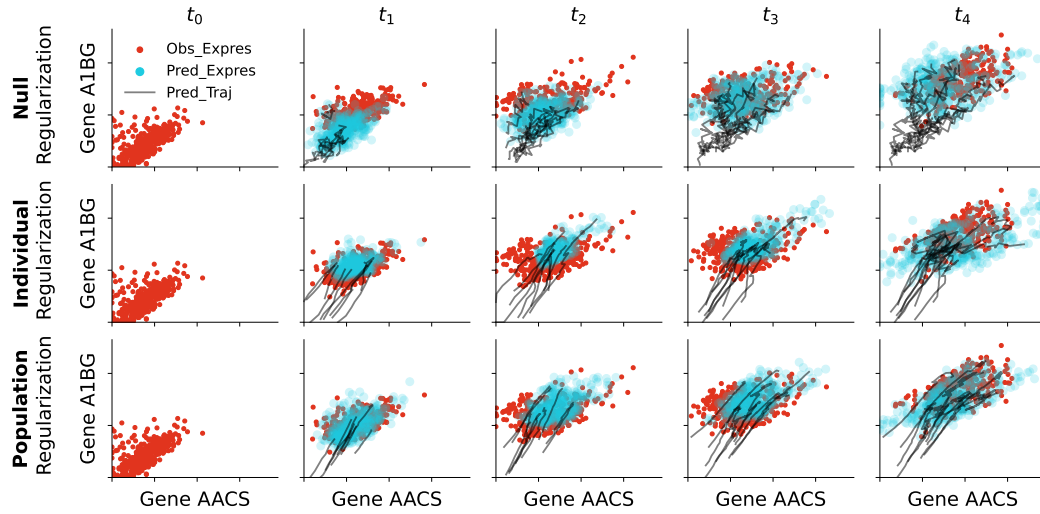 t0
t1
t2
t3
t4
Null
Regularization
Gene A1BG
Obs_Expres
Pred_Expres
Pred_Traj
Individual
Regularization
Gene A1BG
Population
Regularization
Gene A1BG
Gene AACS
Gene AACS
Gene AACS
Gene AACS
Gene AACS